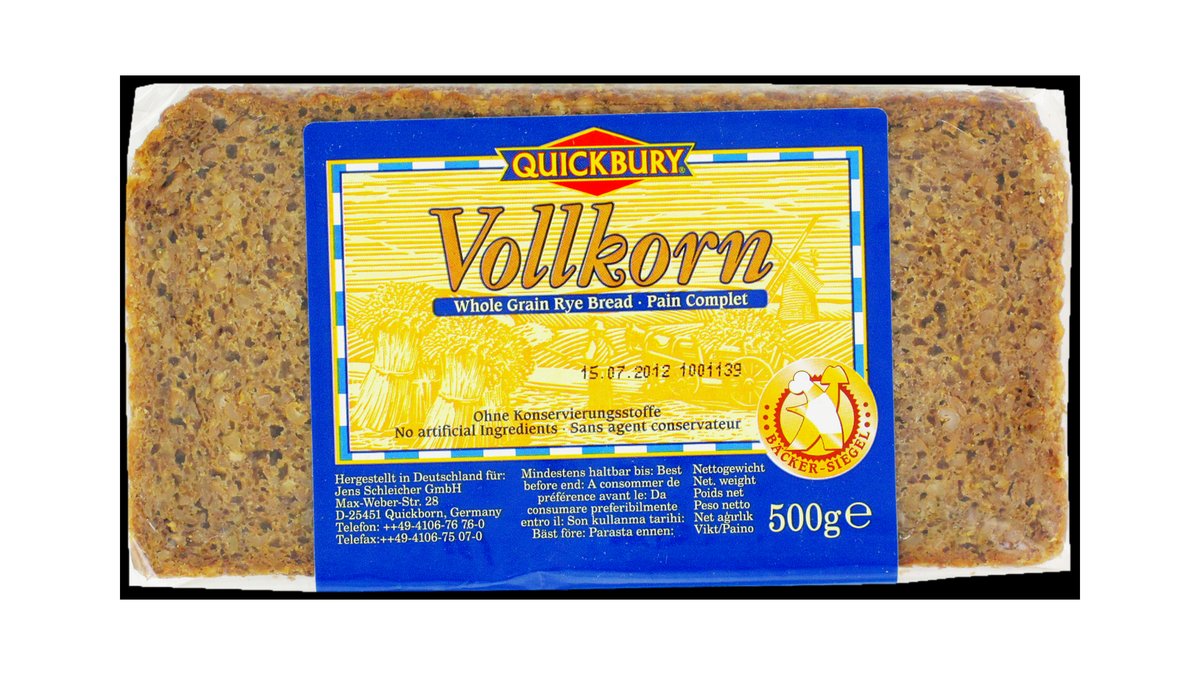 QUICKBURY®
Vollkorn
Whole Grain Rye Bread · Pain Complet
15.07.2012 1001139
Ohne Konservierungsstoffe
No artificial Ingredients · Sans agent conservateur
BÄCKER-SIEGEL
Hergestellt in Deutschland für:
Jens Schleicher GmbH
Max-Weber-Str. 28
D-25451 Quickborn, Germany
Telefon: ++49-4106-76 76-0
Telefax:++49-4106-75 07-0
Mindestens haltbar bis: Best
before end: A consommer de
préférence avant le: Da
consumare preferibilmente
entro il: Son kullanma tarihi:
Bäst före: Parasta ennen:
Nettogewicht
Net. weight
Poids net
Peso netto
Net ağırlık
Vikt/Paino
500g℮